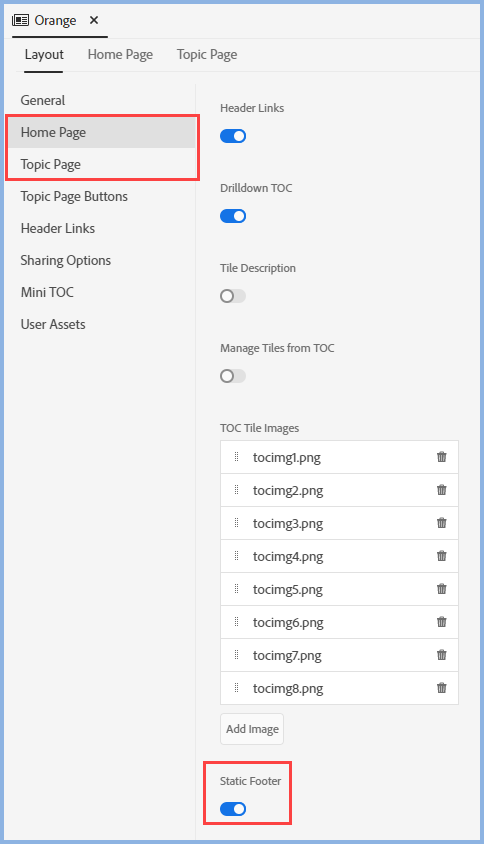 Orange
Layout Home Page Topic Page
General
Home Page
Topic Page
Topic Page Buttons
Header Links
Sharing Options
Mini TOC
User Assets
Header Links
Drilldown TOC
Tile Description
Manage Tiles from TOC
TOC Tile Images
tocimg1.png
tocimg2.png
tocimg3.png
tocimg4.png
tocimg5.png
tocimg6.png
tocimg7.png
tocimg8.png
Add Image
Static Footer